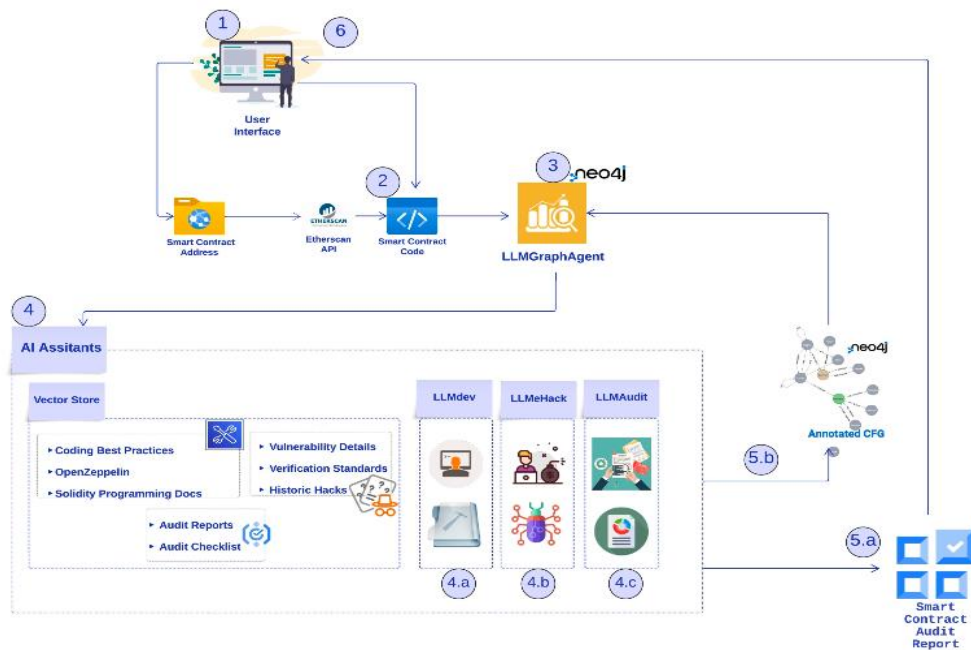 1
6
User
Interface
2
3
neo4j
Smart Contract
Address
ETHERSCAN
Etherscan
API
Smart Contract
Code
LLMGraphAgent
4
AI Assitants
Vector Store
Coding Best Practices
OpenZeppelin
Solidity Programming Docs
Vulnerability Details
Verification Standards
Historic Hacks
Audit Reports
Audit Checklist
LLMdev
LLMeHack
LLMAudit
4.a
4.b
4.c
neo4j
Annotated CFG
5.b
5.a
Smart
Contract
Audit
Report